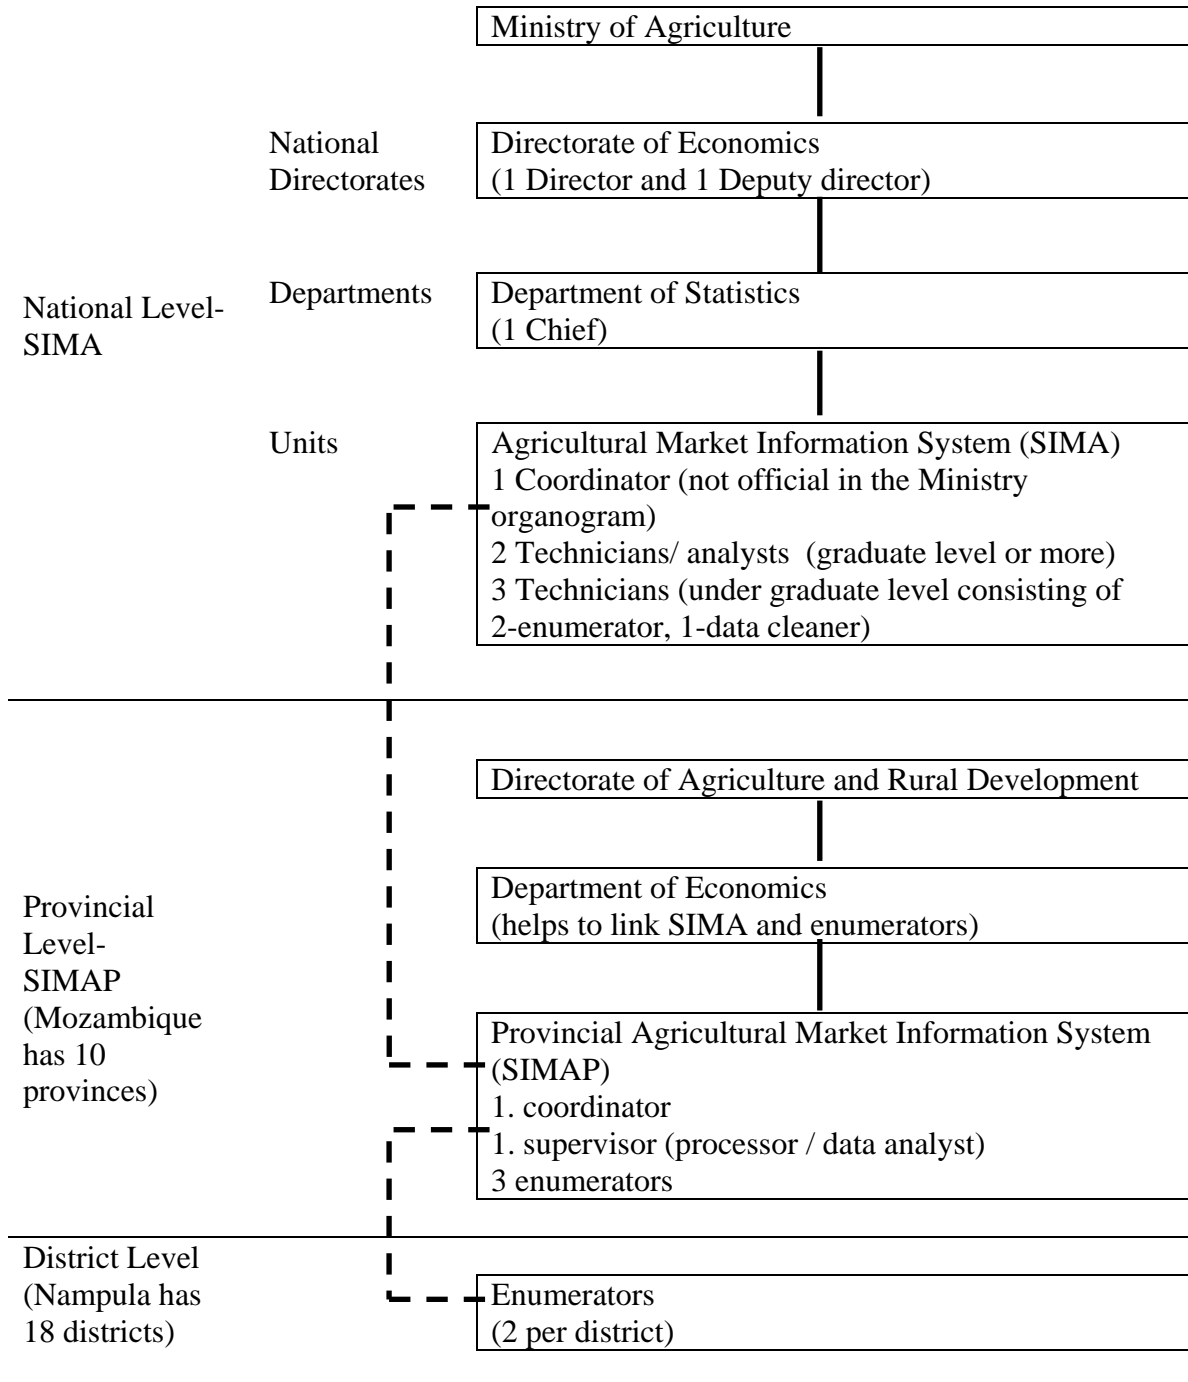 Ministry of Agriculture
National
Directorates
Directorate of Economics
(1 Director and 1 Deputy director)
National Level-
SIMA
Departments
Department of Statistics
(1 Chief)
Units
Agricultural Market Information System (SIMA)
1 Coordinator (not official in the Ministry
organogram)
2 Technicians/ analysts  (graduate level or more)
3 Technicians (under graduate level consisting of
2-enumerator, 1-data cleaner)
Directorate of Agriculture and Rural Development
Provincial
Level-
SIMAP
(Mozambique
has 10
provinces)
Department of Economics
(helps to link SIMA and enumerators)
Provincial Agricultural Market Information System
(SIMAP)
1. coordinator
1. supervisor (processor / data analyst)
3 enumerators
District Level
(Nampula has
18 districts)
Enumerators
(2 per district)